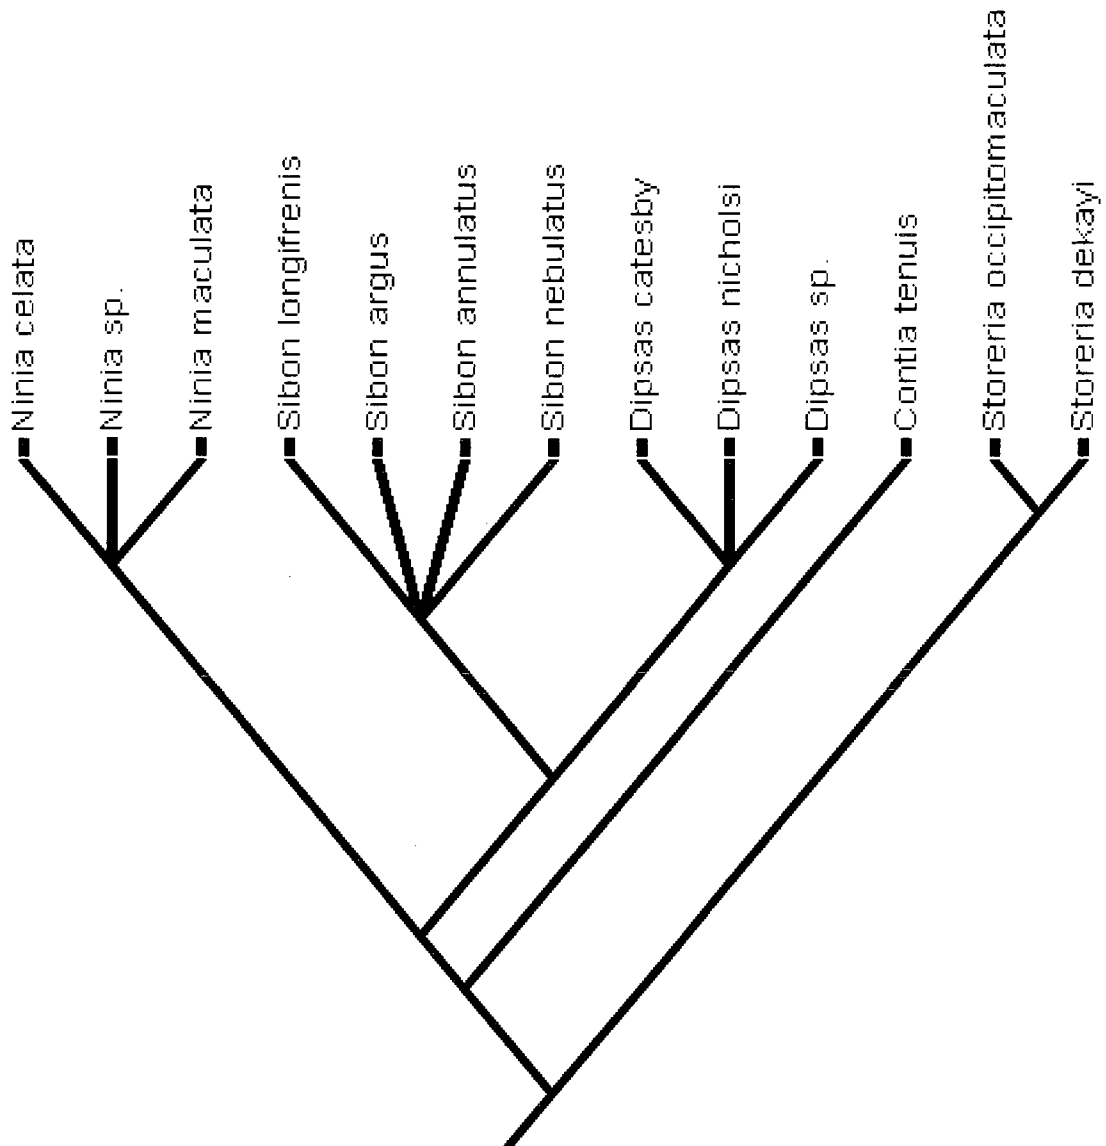 Ninia celata
Ninia sp.
Ninia maculata
Sibon longifrenis
Sibon argus
Sibon annulatus
Sibon nebulatus
Dipsas catesby
Dipsas nicholsi
Dipsas sp.
Contia tenuis
Storeria occipitomaculata
Storeria dekayi